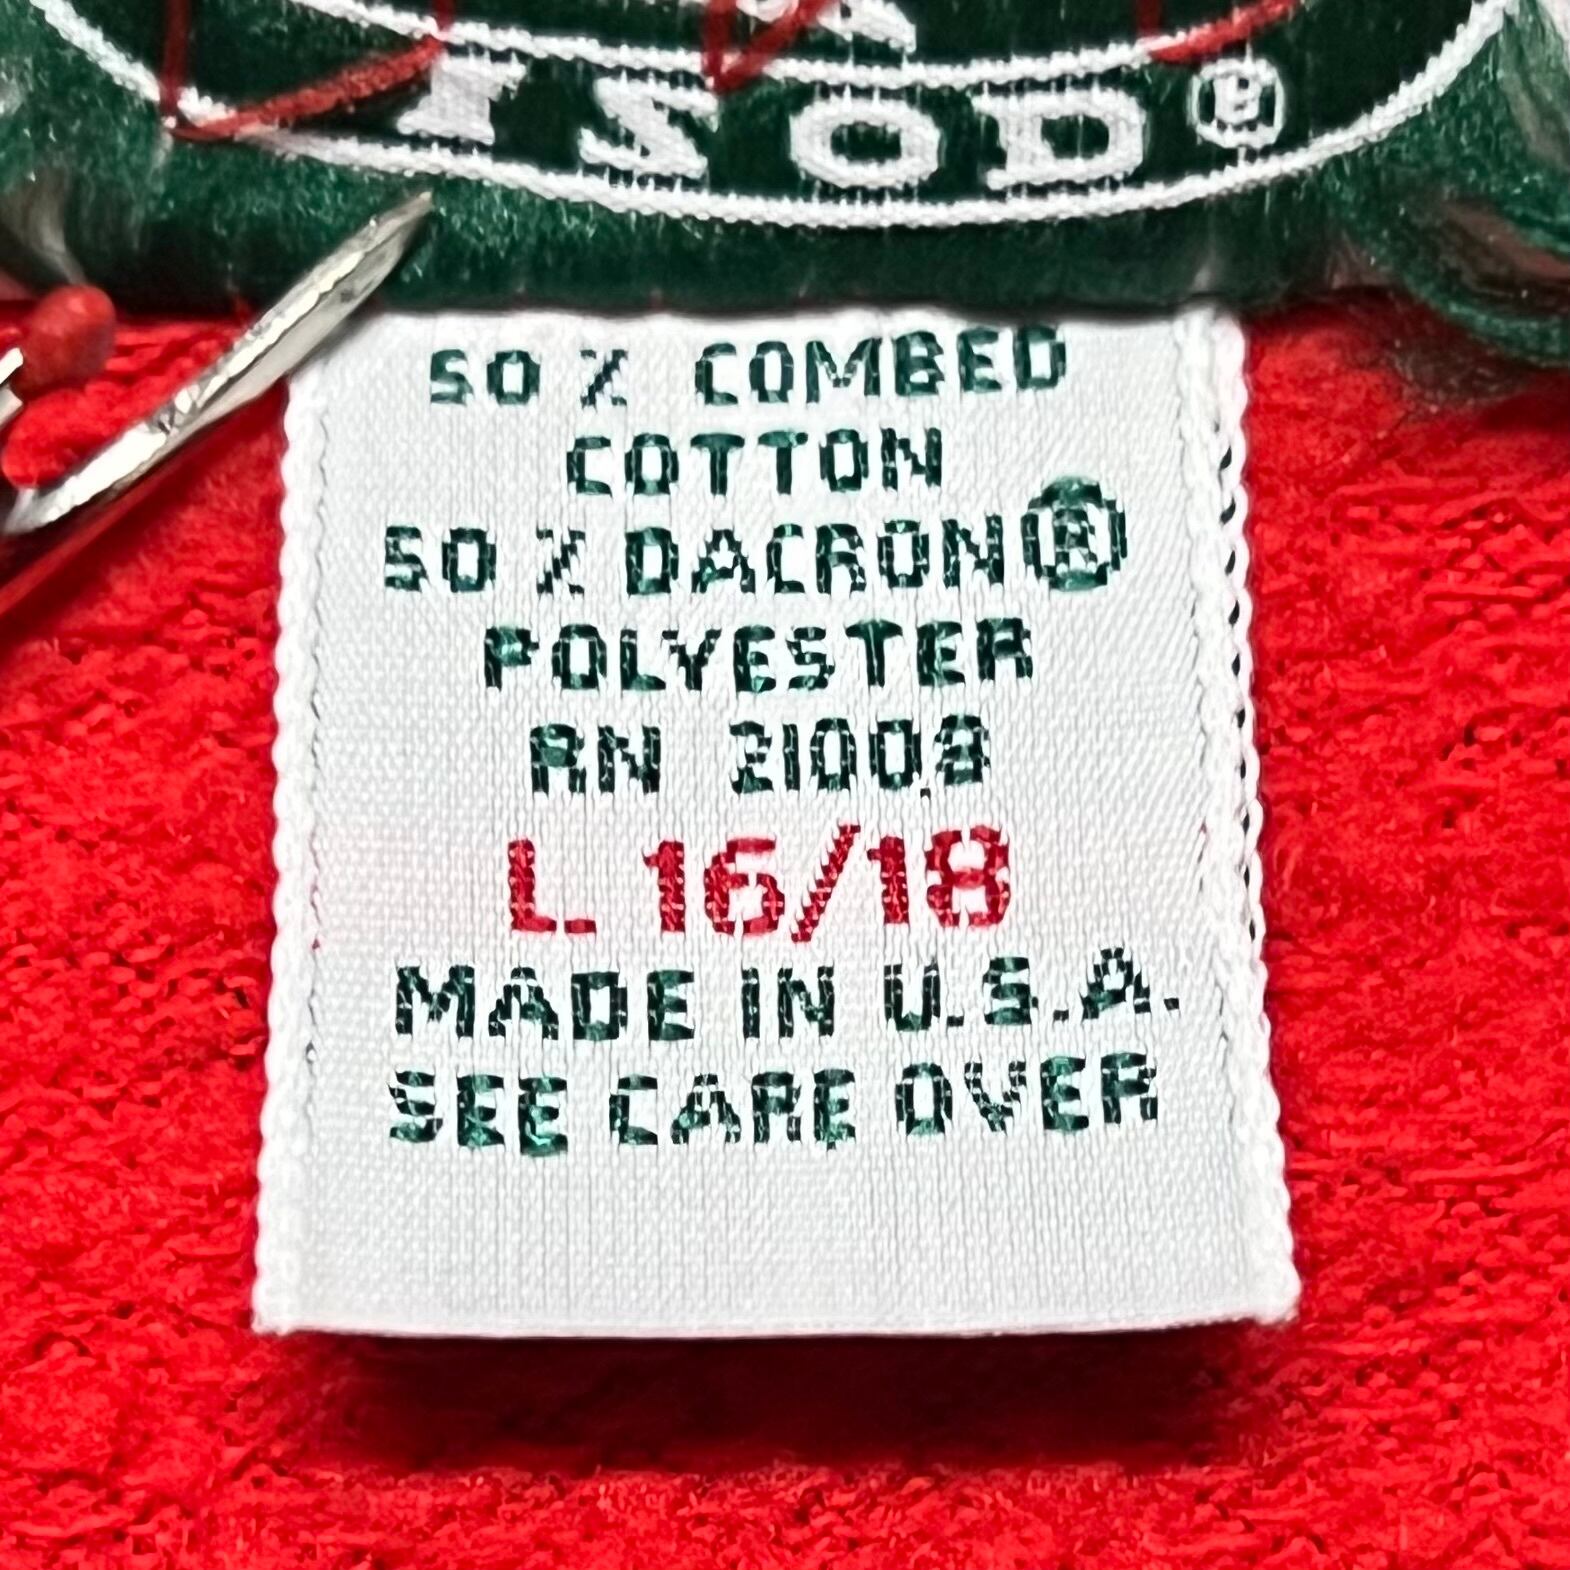 IZOD®
50% COMBED
COTTON
50% DACRON®
POLYESTER
RN 21008
L 16/18
MADE IN U.S.A.
SEE CARE OVER